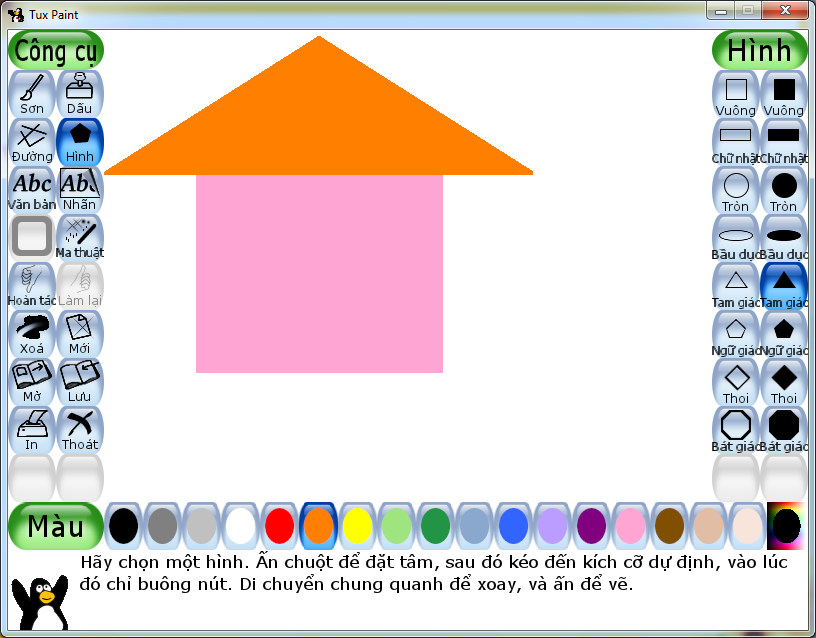 Tux Paint
Công cụ
Hình
Sơn
Dấu
Vuông
Vuông
Đường
Hình
Chữ nhật
Chữ nhật
Abc
Abc
Văn bản
Nhãn
Tròn
Tròn
Ma thuật
Bầu dục
Bầu dục
Hoàn tác
Làm lại
Tam giác
Tam giác
Xoá
Mới
Ngũ giác
Ngũ giác
Mở
Lưu
Thoi
Thoi
In
Thoát
Bát giác
Bát giác
Màu
Hãy chọn một hình. Ấn chuột để đặt tâm, sau đó kéo đến kích cỡ dự định, vào lúc
đó chỉ buông nút. Di chuyển chung quanh để xoay, và ấn để vẽ.